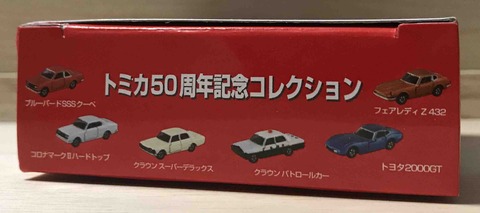 トミカ50周年記念コレクション
ブルーバードSSSクーペ
フェアレディ Z 432
コロナマークⅡハードトップ
クラウン スーパーデラックス
クラウン パトロールカー
トヨタ2000GT